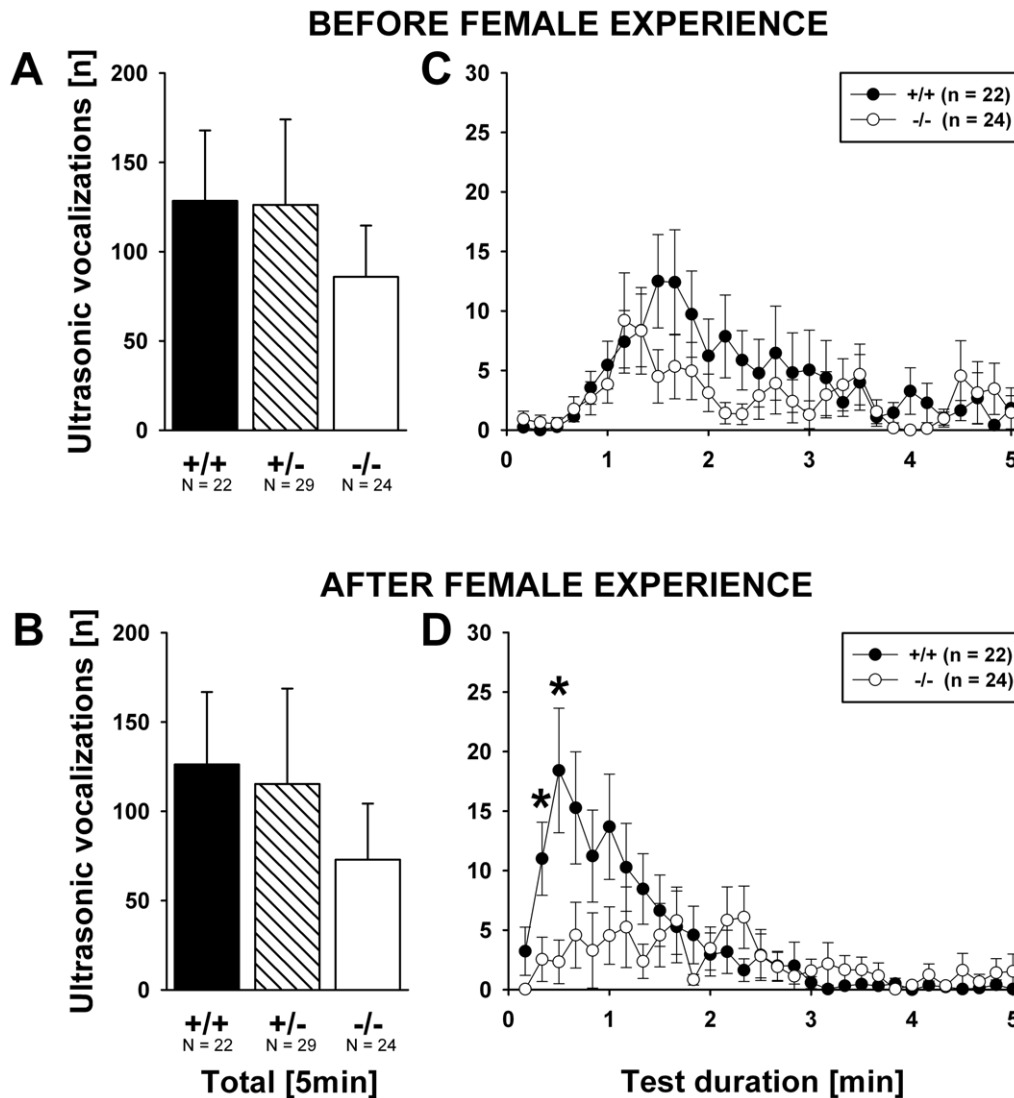 BEFORE FEMALE EXPERIENCE
A
Ultrasonic vocalizations [n]
200
150
100
50
0
+/+
N = 22
+/-
N = 29
-/-
N = 24
C
30
25
20
15
10
5
0
0 1 2 3 4 5
+/+ (n = 22)
-/- (n = 24)
AFTER FEMALE EXPERIENCE
B
Ultrasonic vocalizations [n]
200
150
100
50
0
+/+
N = 22
+/-
N = 29
-/-
N = 24
Total [5min]
D
30
25
20
15
10
5
0
* *
0 1 2 3 4 5
+/+ (n = 22)
-/- (n = 24)
Test duration [min]